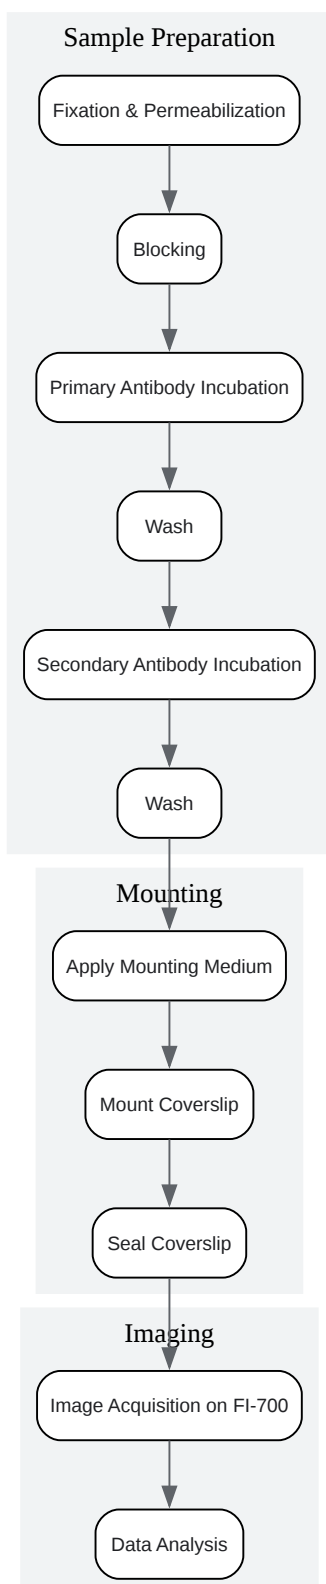 Sample Preparation
Fixation & Permeabilization
Blocking
Primary Antibody Incubation
Wash
Secondary Antibody Incubation
Wash
Mounting
Apply Mounting Medium
Mount Coverslip
Seal Coverslip
Imaging
Image Acquisition on FI-700
Data Analysis